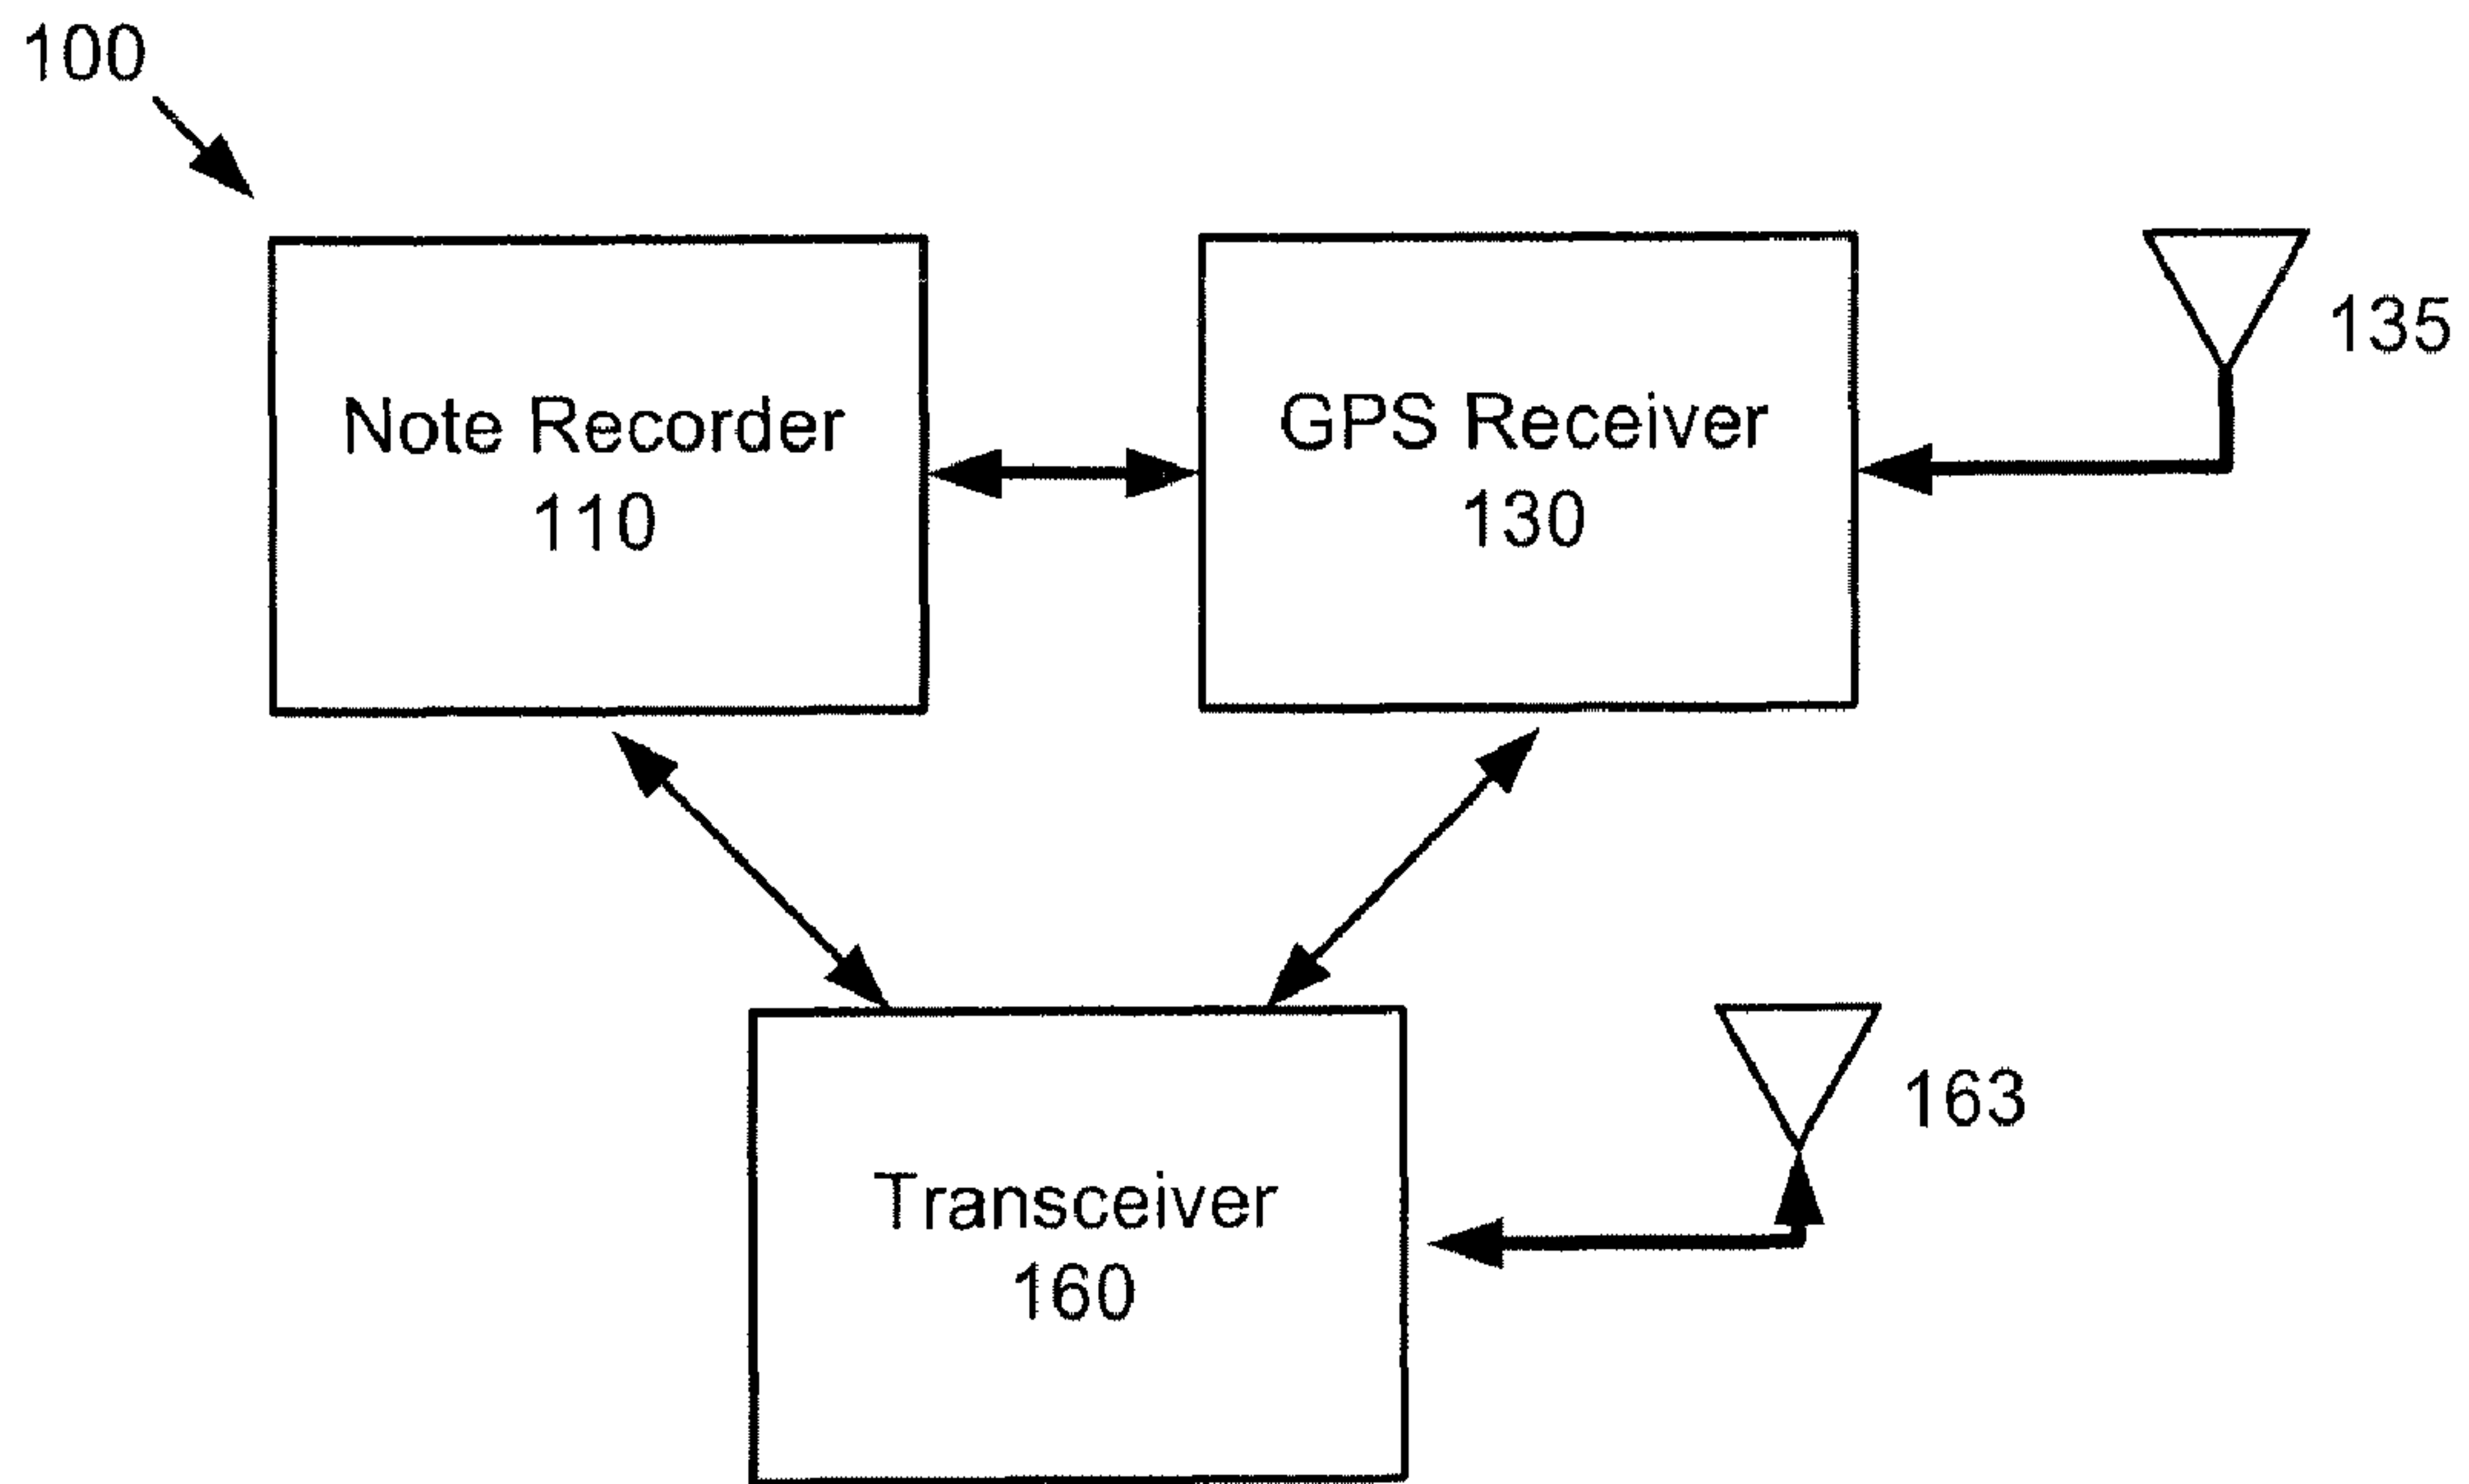 100
Note Recorder
110
GPS Receiver
130
135
Transceiver
160
163